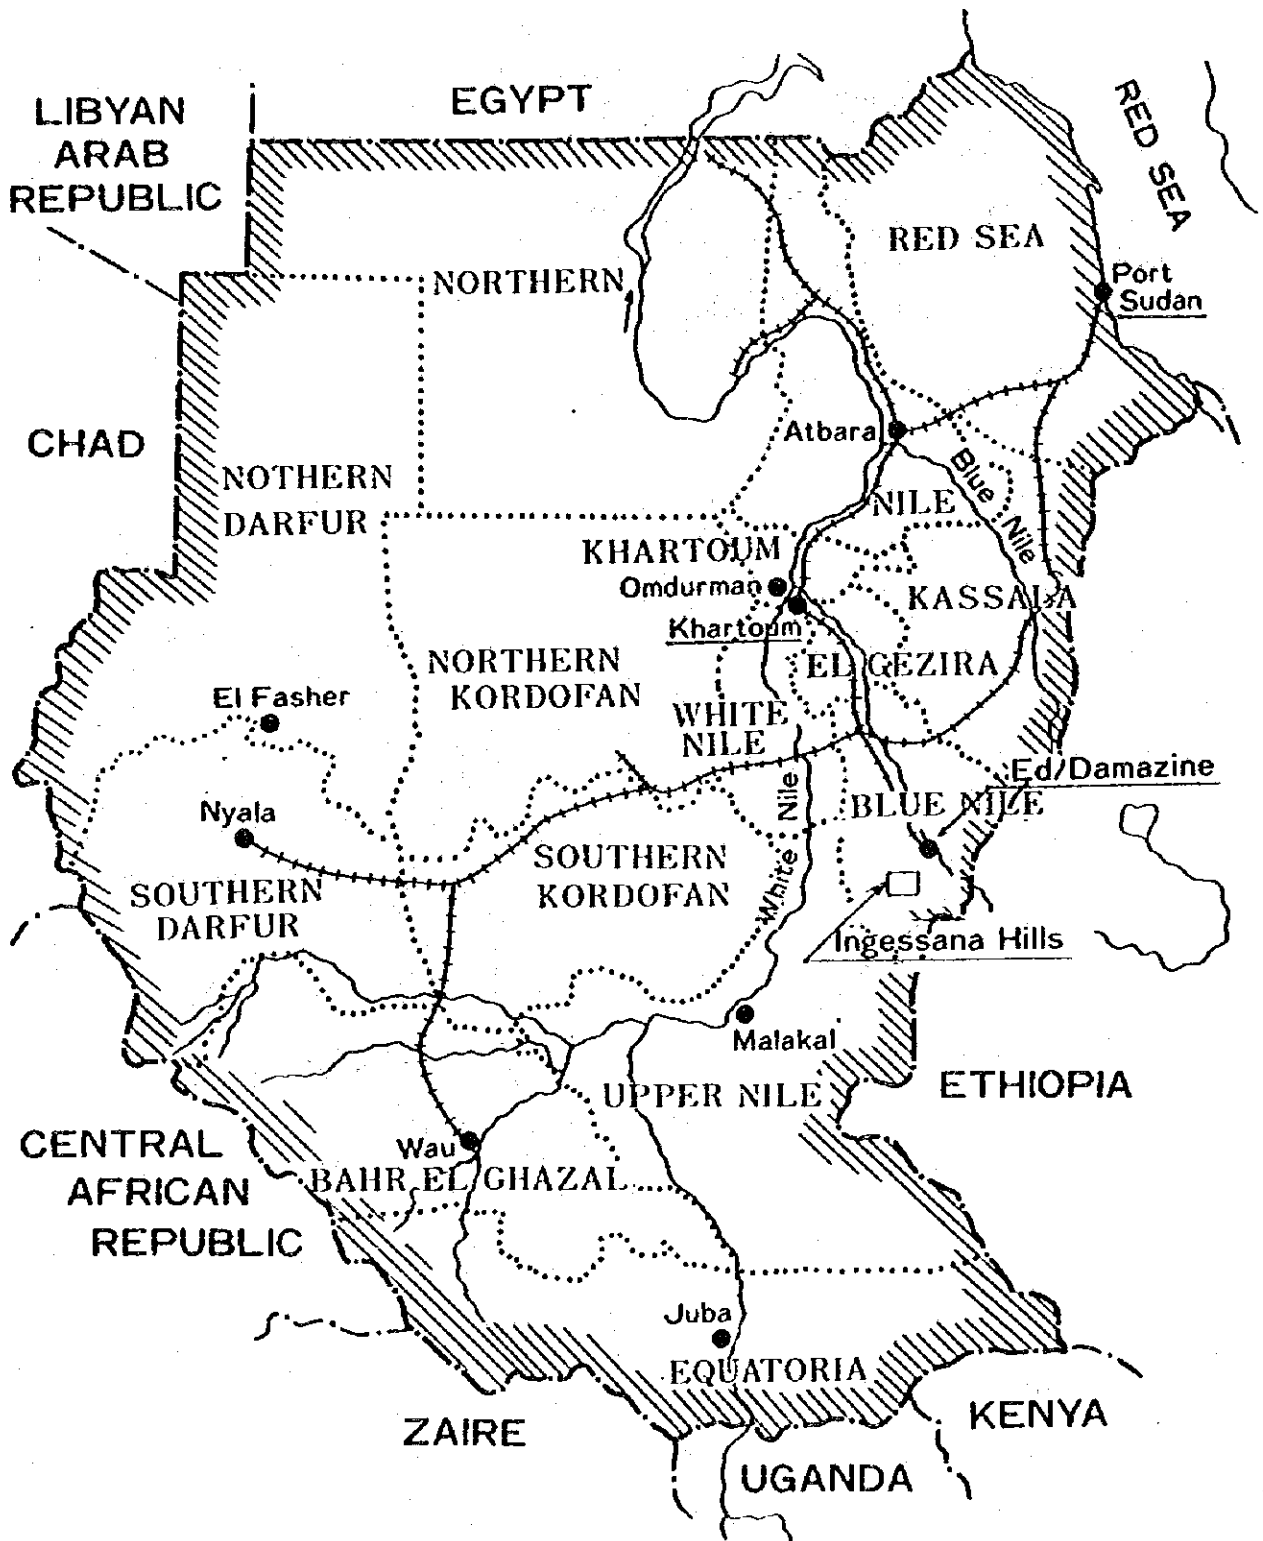 LIBYAN
ARAB
REPUBLIC
EGYPT
RED SEA
RED SEA
NORTHERN
Port
Sudan
CHAD
Atbara
NOTHERN
DARFUR
Blue
Nile
NILE
KHARTOUM
Omdurman
KASSALA
Khartoum
EL GEZIRA
NORTHERN
KORDOFAN
El Fasher
WHITE
NILE
Ed/Damazine
Nyala
White Nile
BLUE NILE
SOUTHERN
KORDOFAN
SOUTHERN
DARFUR
Ingessana Hills
Malakal
ETHIOPIA
UPPER NILE
CENTRAL
AFRICAN
REPUBLIC
Wau
BAHR EL GHAZAL
Juba
EQUATORIA
ZAIRE
KENYA
UGANDA